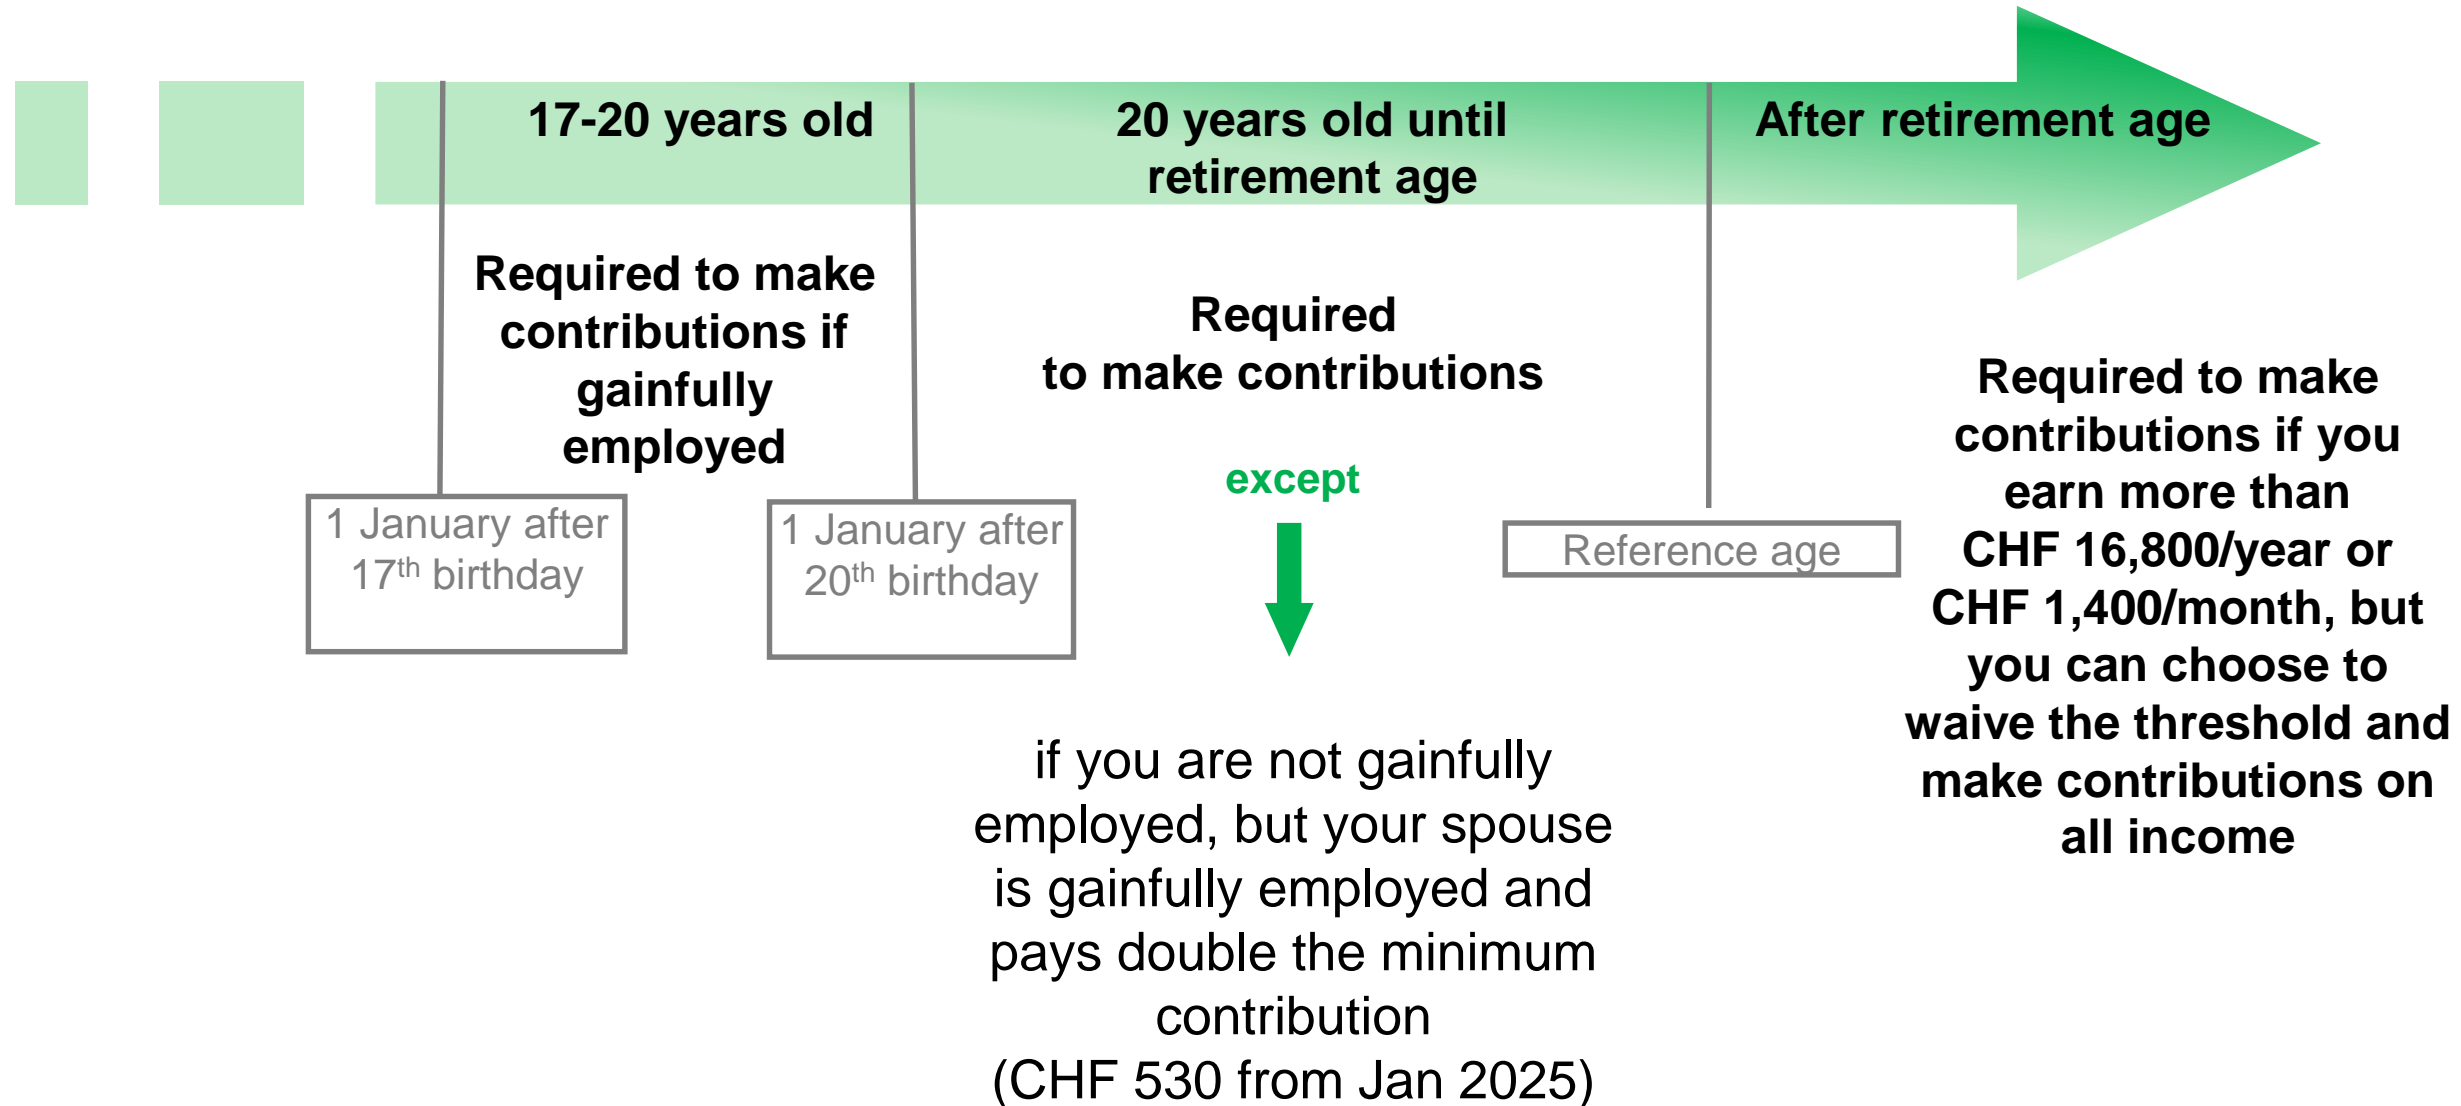 17-20 years old
20 years old until
retirement age
After retirement age
Required to make
contributions if
gainfully
employed
Required
to make contributions
except
if you are not gainfully
employed, but your spouse
is gainfully employed and
pays double the minimum
contribution
(CHF 530 from Jan 2025)
Required to make
contributions if you
earn more than
CHF 16,800/year or
CHF 1,400/month, but
you can choose to
waive the threshold and
make contributions on
all income
1 January after
17th birthday
1 January after
20th birthday
Reference age